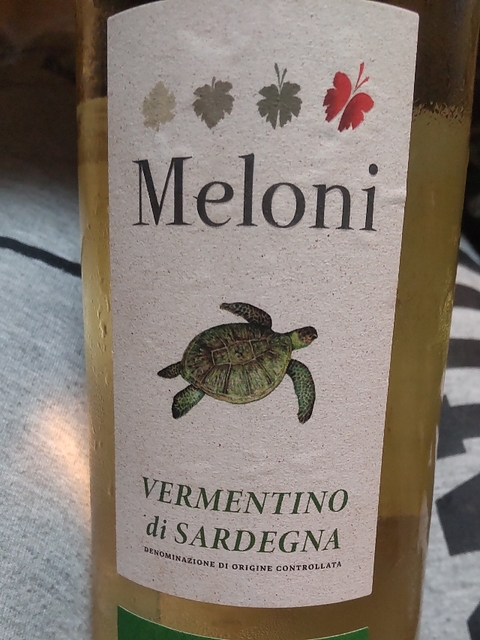 Meloni
VERMENTINO
di SARDEGNA
DENOMINAZIONE DI ORIGINE CONTROLLATA